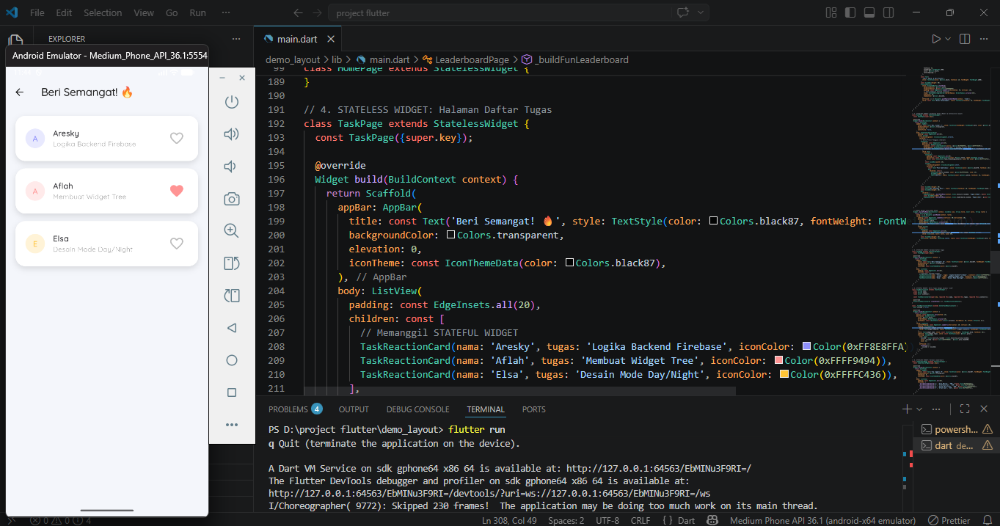 File Edit Selection View Go Run ··· project flutter
EXPLORER ···
main.dart
Android Emulator - Medium_Phone_API_36.1:5554
demo_layout > lib > main.dart > LeaderboardPage > _buildFunLeaderboard
Beri Semangat! 🔥
A
Aresky
Logika Backend Firebase
A
Aflah
Membuat Widget Tree
E
Elsa
Desain Mode Day/Night
99 class HomePage extends StatelessWidget {
189 }
190
191 // 4. STATELESS WIDGET: Halaman Daftar Tugas
192 class TaskPage extends StatelessWidget {
193 const TaskPage({super.key});
194
195 @override
196 Widget build(BuildContext context) {
197 return Scaffold(
198 appBar: AppBar(
199 title: const Text('Beri Semangat! 🔥', style: TextStyle(color: Colors.black87, fontWeight: FontW
200 backgroundColor: Colors.transparent,
201 elevation: 0,
202 iconTheme: const IconThemeData(color: Colors.black87),
203 ), // AppBar
204 body: ListView(
205 padding: const EdgeInsets.all(20),
206 children: const [
207 // Memanggil STATEFUL WIDGET
208 TaskReactionCard(nama: 'Aresky', tugas: 'Logika Backend Firebase', iconColor: Color(0xFF8E8FFA)
209 TaskReactionCard(nama: 'Aflah', tugas: 'Membuat Widget Tree', iconColor: Color(0xFFFF9494)),
210 TaskReactionCard(nama: 'Elsa', tugas: 'Desain Mode Day/Night', iconColor: Color(0xFFFFC436)),
211 ],
PROBLEMS 4 OUTPUT DEBUG CONSOLE TERMINAL PORTS
PS D:\project flutter\demo_layout> flutter run
q Quit (terminate the application on the device).
A Dart VM Service on sdk gphone64 x86 64 is available at: http://127.0.0.1:64563/EbMINu3F9RI=/
The Flutter DevTools debugger and profiler on sdk gphone64 x86 64 is available at:
http://127.0.0.1:64563/EbMINu3F9RI=/devtools/?uri=ws://127.0.0.1:64563/EbMINu3F9RI=/ws
I/Choreographer( 9772): Skipped 230 frames!  The application may be doing too much work on its main thread.
powersh...
dart de...
0 0 4 Ln 308, Col 49 Spaces: 2 UTF-8 CRLF { } Dart Medium Phone API 36.1 (android-x64 emulator) Prettier